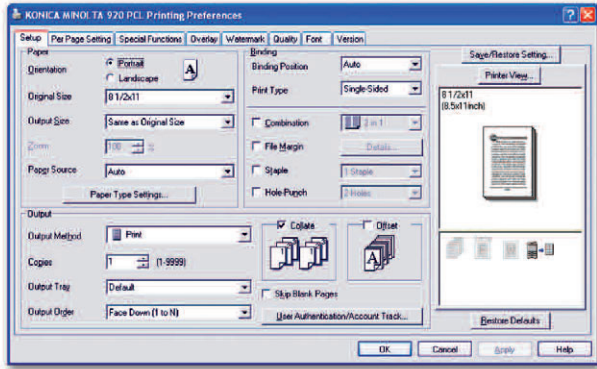 KONICA MINOLTA 920 PCL Printing Preferences
Setup Per Page Setting Special Functions Overlay Watermark Quality Font Version
Paper
Orientation
Portrait
Landscape
A
Original Size 8 1/2x11
Output Size Same as Original Size
Zoom 100 %
Paper Source Auto
Paper Type Settings...
Binding
Binding Position Auto
Print Type Single-Sided
Combination 2 in 1
File Margin Details...
Staple 1 Staple
Hole-Punch 2 Holes
Output
Output Method Print
Copies 1 (1-9999)
Output Tray Default
Output Order Face Down (1 to N)
Collate
Offset
A
Skip Blank Pages
User Authentication/Account Track...
Save/Restore Setting...
Printer View...
8 1/2x11
(8.5x11inch)
Restore Defaults
OK Cancel Apply Help